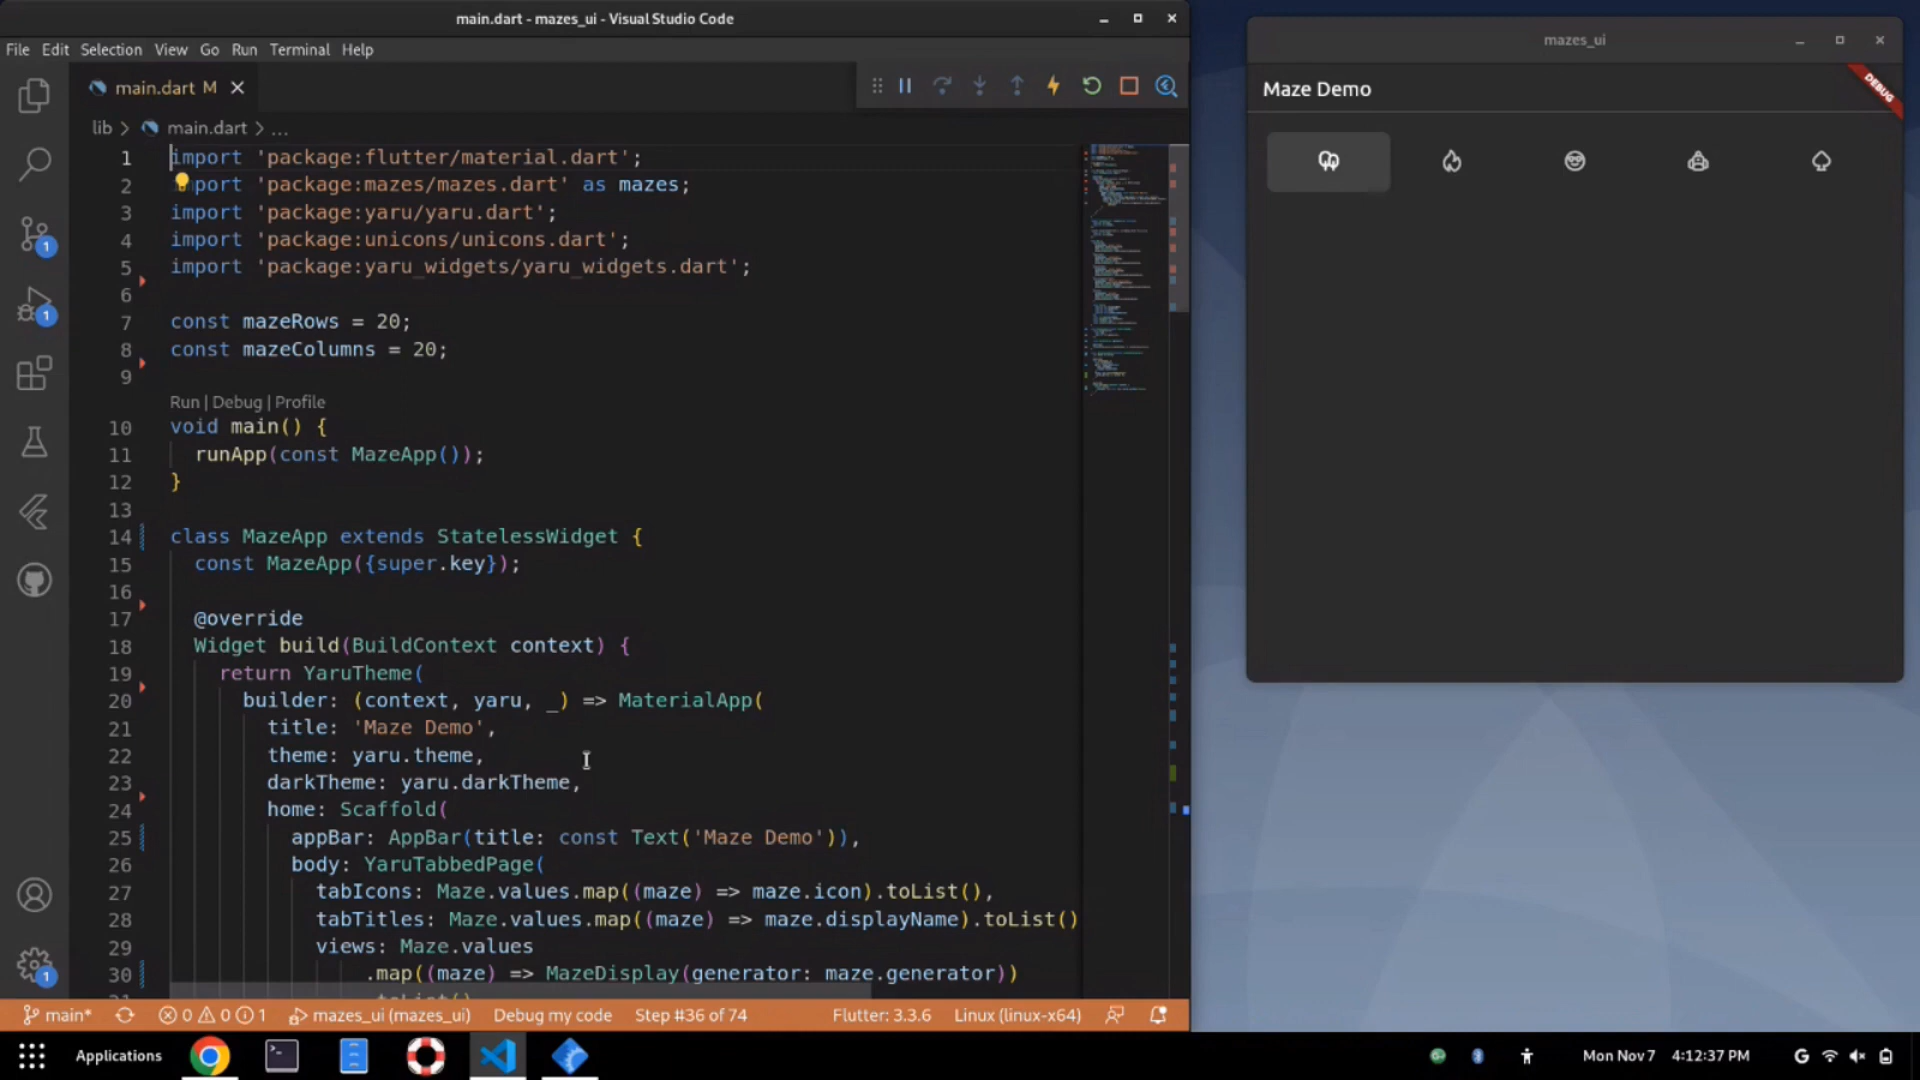 main.dart - mazes_ui - Visual Studio Code
File Edit Selection View Go Run Terminal Help
main.dart M
lib > main.dart > ...
1 import 'package:flutter/material.dart';
2 import 'package:mazes/mazes.dart' as mazes;
3 import 'package:yaru/yaru.dart';
4 import 'package:unicons/unicons.dart';
5 import 'package:yaru_widgets/yaru_widgets.dart';
6
7 const mazeRows = 20;
8 const mazeColumns = 20;
9
Run | Debug | Profile
10 void main() {
11 runApp(const MazeApp());
12 }
13
14 class MazeApp extends StatelessWidget {
15 const MazeApp({super.key});
16
17 @override
18 Widget build(BuildContext context) {
19 return YaruTheme(
20 builder: (context, yaru, _) => MaterialApp(
21 title: 'Maze Demo',
22 theme: yaru.theme,
23 darkTheme: yaru.darkTheme,
24 home: Scaffold(
25 appBar: AppBar(title: const Text('Maze Demo')),
26 body: YaruTabbedPage(
27 tabIcons: Maze.values.map((maze) => maze.icon).toList(),
28 tabTitles: Maze.values.map((maze) => maze.displayName).toList()
29 views: Maze.values
30 .map((maze) => MazeDisplay(generator: maze.generator))
1
1
1
main* 0 0 1 mazes_ui (mazes_ui) Debug my code Step #36 of 74 Flutter: 3.3.6 Linux (linux-x64)
mazes_ui
Maze Demo
DEBUG
Applications Mon Nov 7 4:12:37 PM G